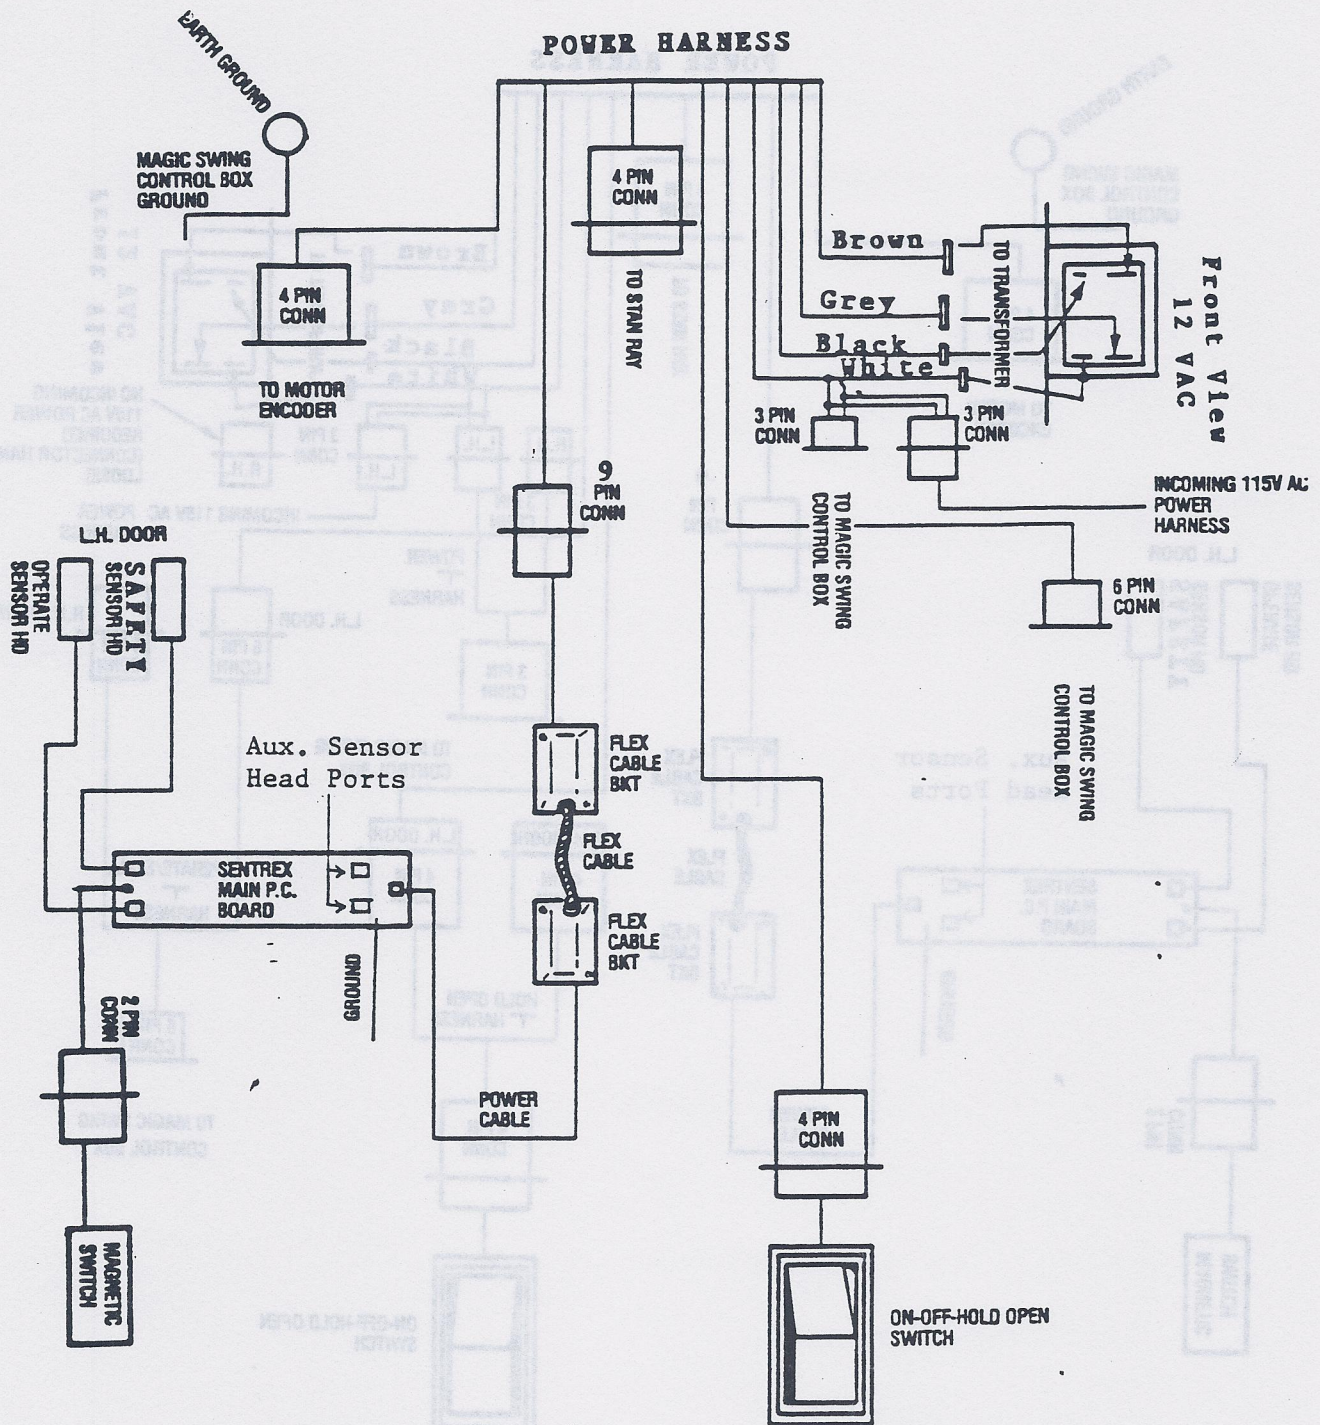 POWER HARNESS
EARTH GROUND
MAGIC SWING
CONTROL BOX
GROUND
4 PIN
CONN
TO MOTOR
ENCODER
4 PIN
CONN
TO STAN RAY
Brown
Grey
Black
White
TO TRANSFORMER
Front View
12 VAC
3 PIN
CONN
3 PIN
CONN
INCOMING 115V AC
POWER
HARNESS
TO MAGIC SWING
CONTROL BOX
6 PIN
CONN
TO MAGIC SWING
CONTROL BOX
9
PIN
CONN
L.H. DOOR
OPERATE
SENSOR HD
SAFETY
SENSOR HD
Aux. Sensor
Head Ports
FLEX
CABLE
BKT
FLEX
CABLE
FLEX
CABLE
BKT
SENTREX
MAIN P.C.
BOARD
GROUND
2 PIN
CONN
POWER
CABLE
MAGNETIC
SWITCH
4 PIN
CONN
ON-OFF-HOLD OPEN
SWITCH